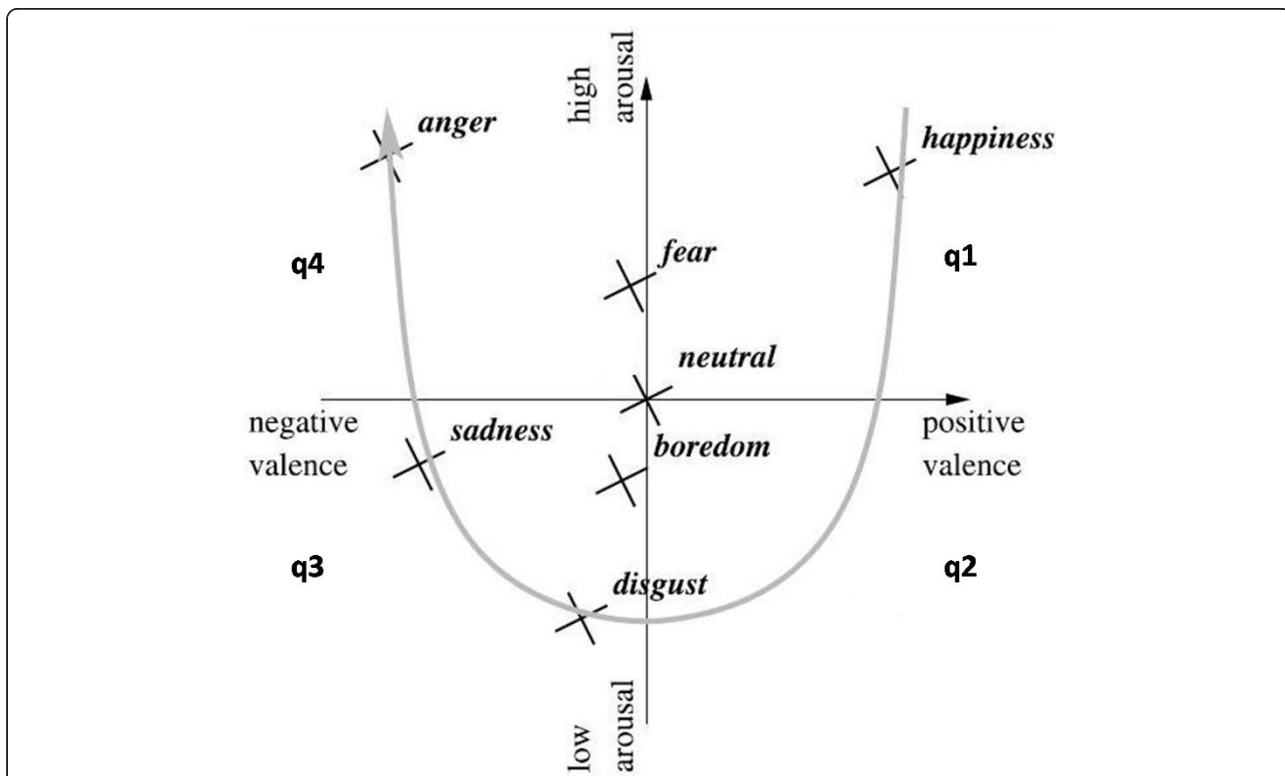 high
arousal
anger
happiness
fear
q4
q1
neutral
negative
valence
positive
valence
sadness
boredom
q3
q2
disgust
low
arousal